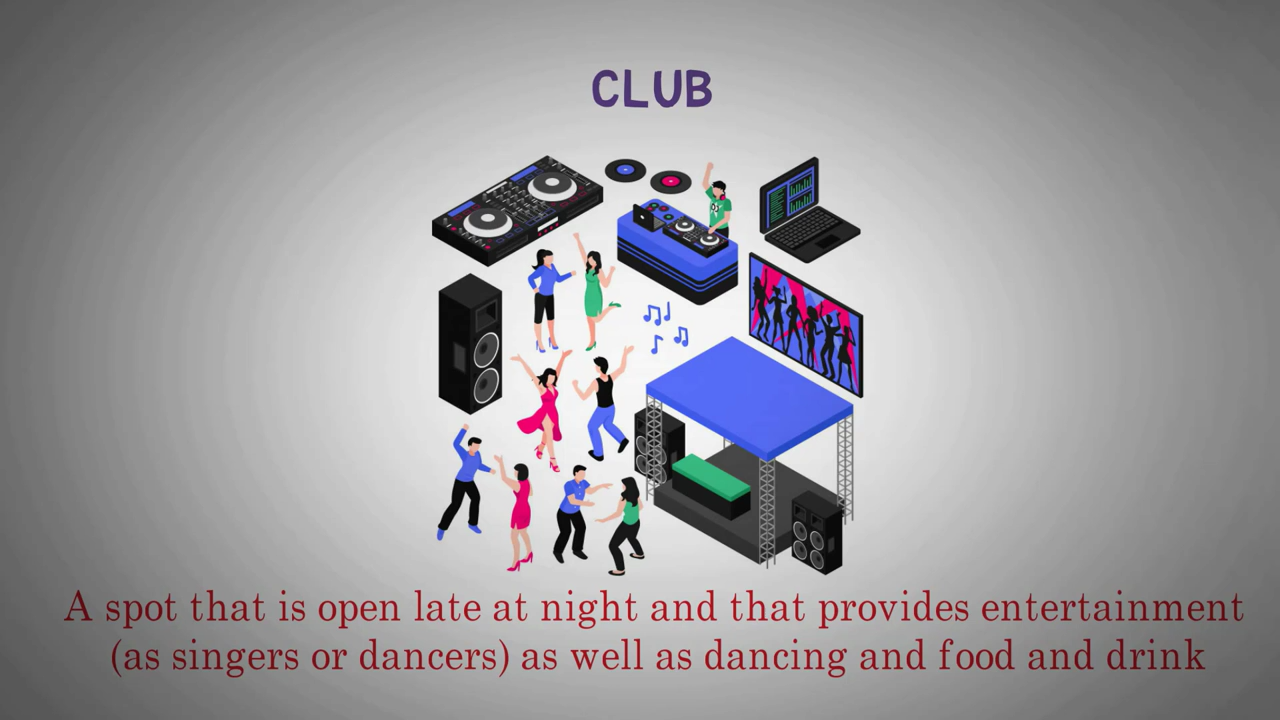 CLUB
A spot that is open late at night and that provides entertainment
(as singers or dancers) as well as dancing and food and drink